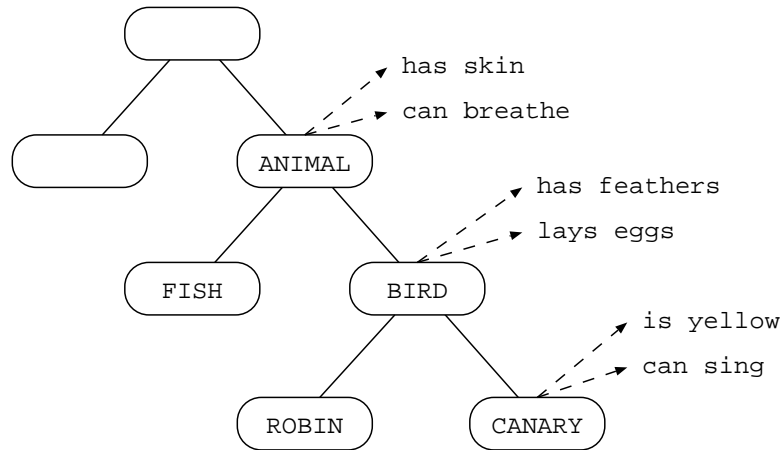 has skin
can breathe
ANIMAL
has feathers
lays eggs
FISH
BIRD
is yellow
can sing
ROBIN
CANARY